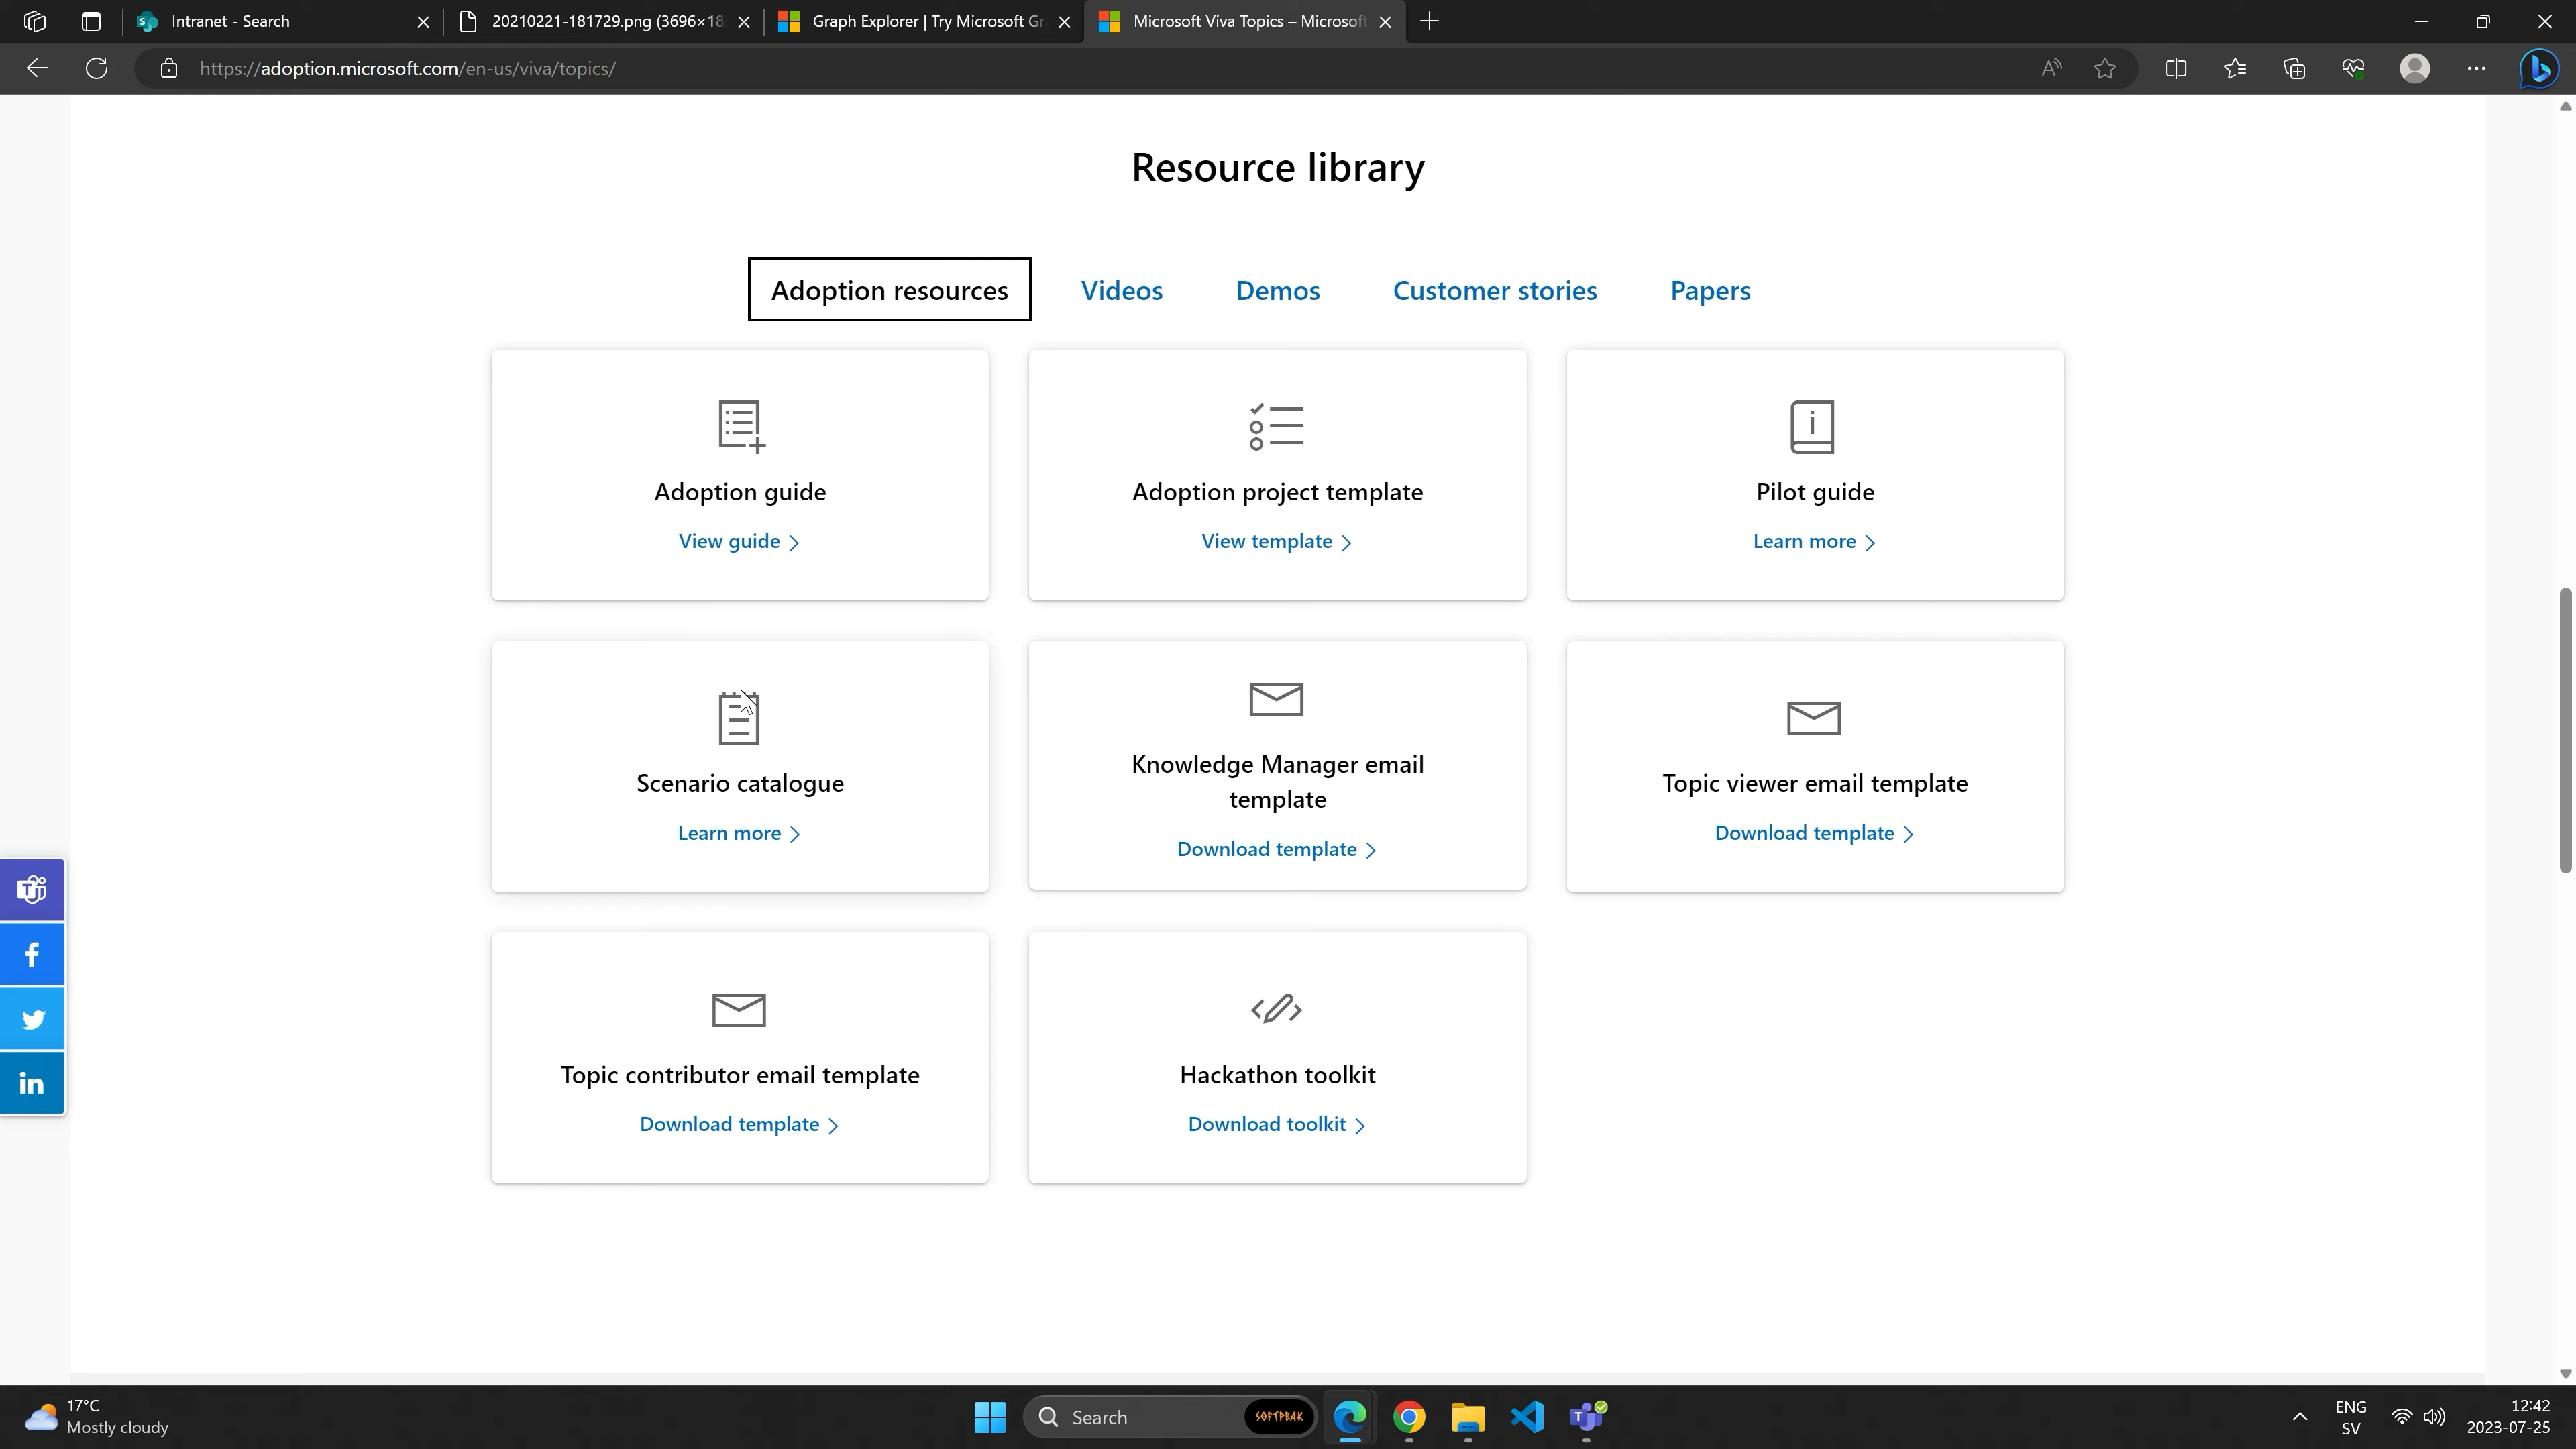 Intranet - Search
20210221-181729.png (3696×18
Graph Explorer | Try Microsoft Gr
Microsoft Viva Topics – Microsoft
https://adoption.microsoft.com/en-us/viva/topics/
Resource library
Adoption resources
Videos
Demos
Customer stories
Papers
Adoption guide
View guide
Adoption project template
View template
Pilot guide
Learn more
Scenario catalogue
Learn more
Knowledge Manager email
template
Download template
Topic viewer email template
Download template
Topic contributor email template
Download template
Hackathon toolkit
Download toolkit
17°C
Mostly cloudy
Search
SOFTPEAK
ENG
SV
12:42
2023-07-25